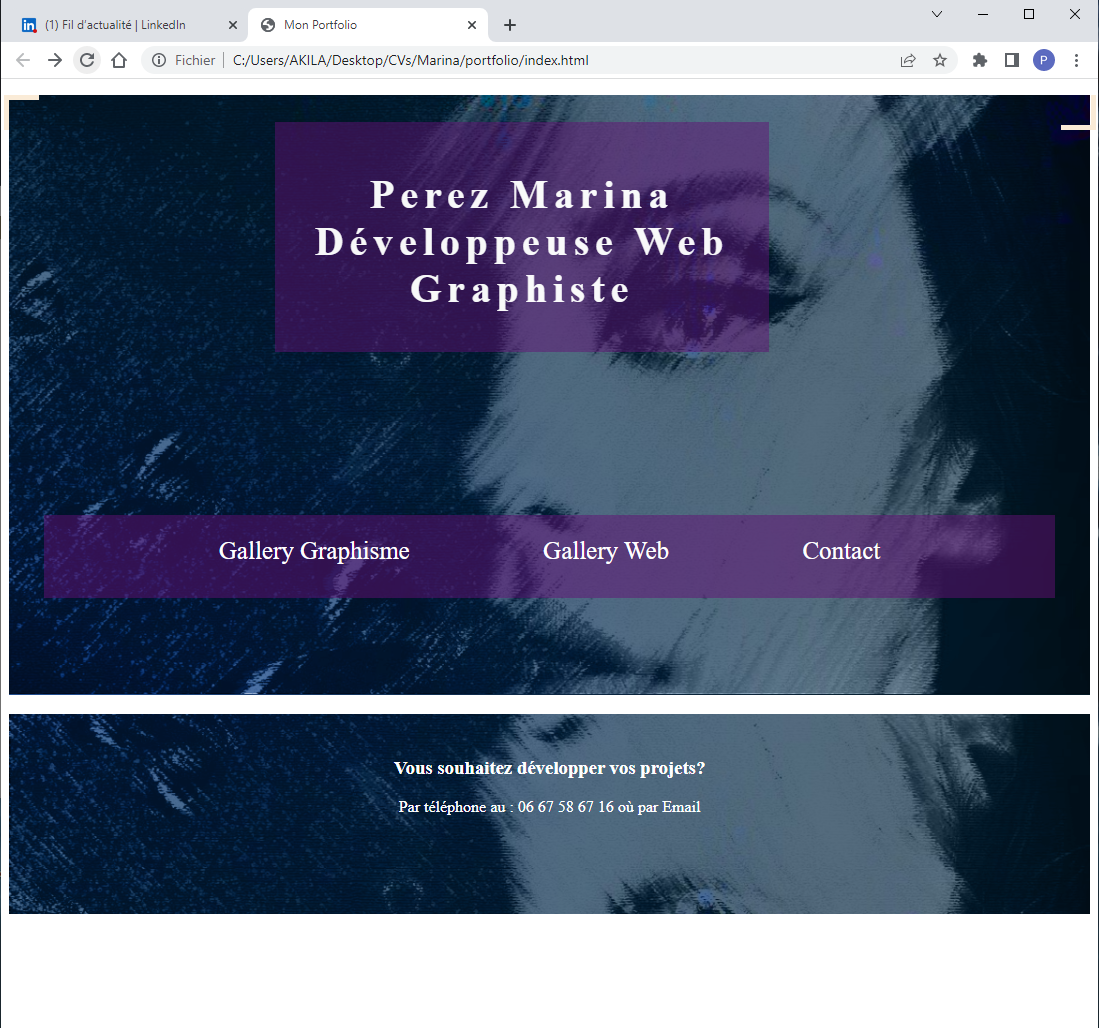 (1) Fil d'actualité | LinkedIn
Mon Portfolio
Fichier | C:/Users/AKILA/Desktop/CVs/Marina/portfolio/index.html
P
Perez Marina
Développeuse Web
Graphiste
Gallery Graphisme Gallery Web Contact
Vous souhaitez développer vos projets?
Par téléphone au : 06 67 58 67 16 où par Email